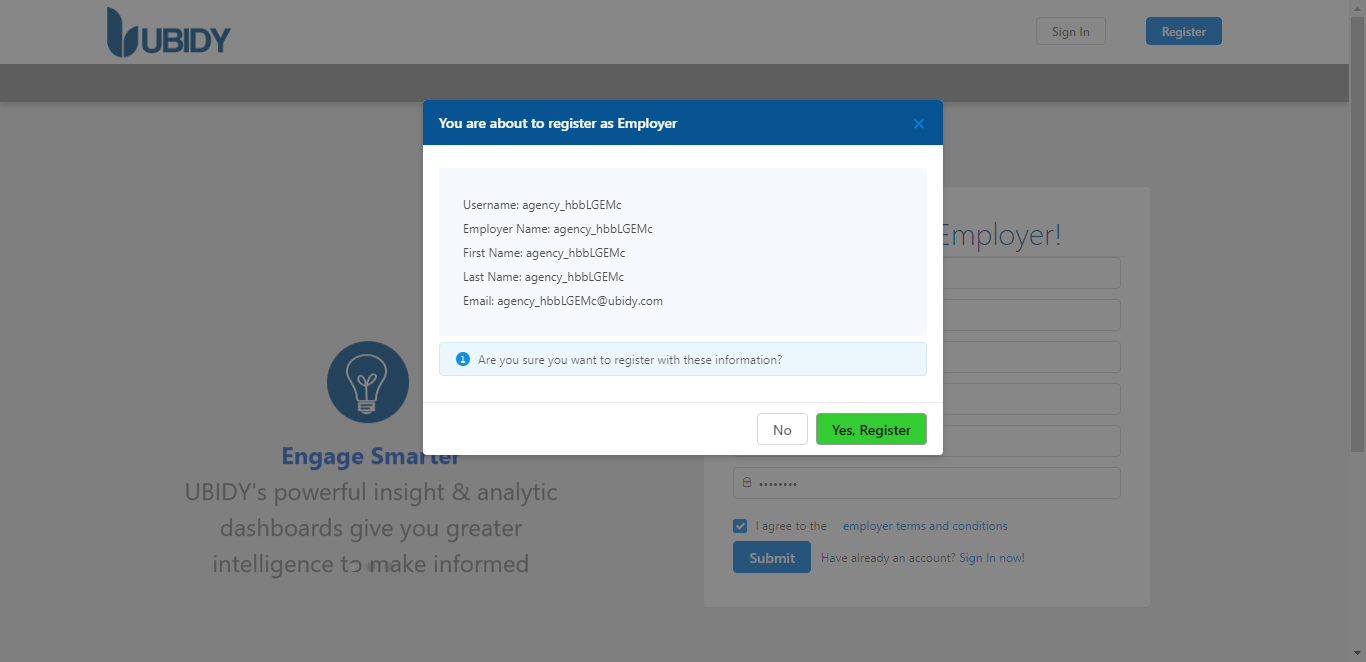 UBIDY
Sign In
Register
You are about to register as Employer
Username: agency_hbbLGEMc
Employer Name: agency_hbbLGEMc
First Name: agency_hbbLGEMc
Last Name: agency_hbbLGEMc
Email: agency_hbbLGEMc@ubidy.com
Are you sure you want to register with these information?
No
Yes, Register
Employer!
Engage Smarter
UBIDY's powerful insight & analytic
dashboards give you greater
intelligence to make informed
I agree to the employer terms and conditions
Submit
Have already an account? Sign In now!